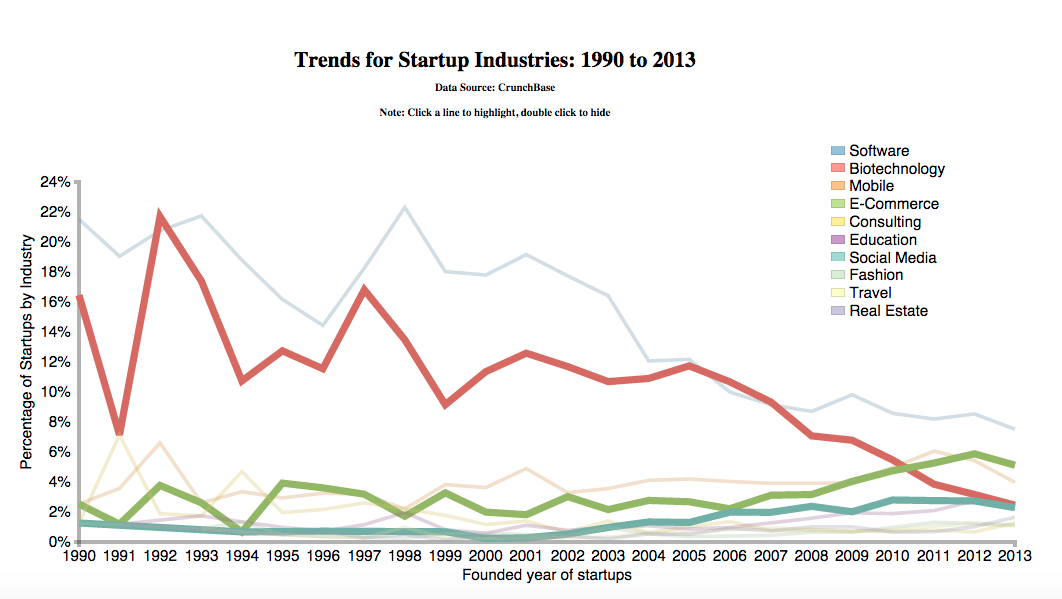 Trends for Startup Industries: 1990 to 2013
Data Source: CrunchBase
Note: Click a line to highlight, double click to hide
Software
Biotechnology
Mobile
E-Commerce
Consulting
Education
Social Media
Fashion
Travel
Real Estate
Percentage of Startups by Industry
24%
22%
20%
18%
16%
14%
12%
10%
8%
6%
4%
2%
0%
1990 1991 1992 1993 1994 1995 1996 1997 1998 1999 2000 2001 2002 2003 2004 2005 2006 2007 2008 2009 2010 2011 2012 2013
Founded year of startups